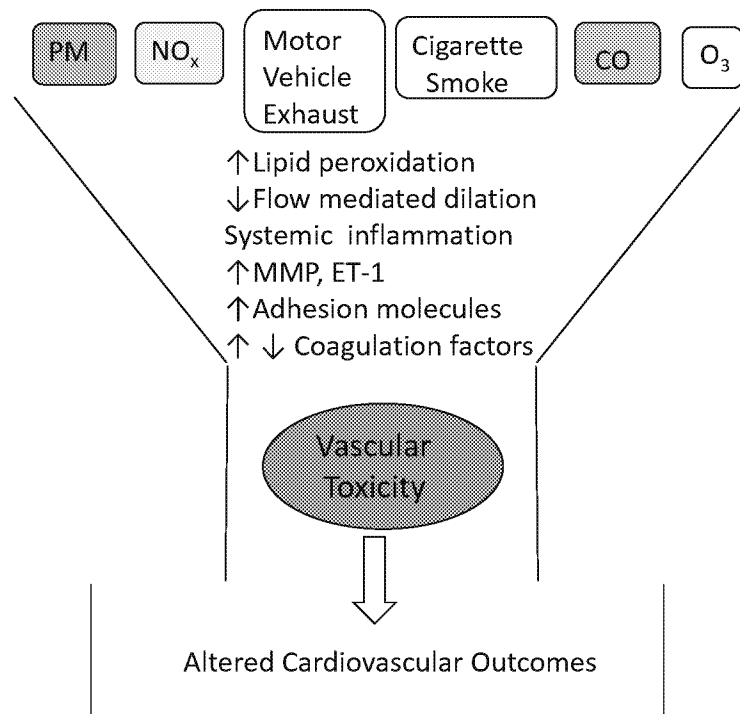 PM
NOₓ
Motor
Vehicle
Exhaust
Cigarette
Smoke
CO
O₃
↑Lipid peroxidation
↓Flow mediated dilation
Systemic inflammation
↑MMP, ET-1
↑Adhesion molecules
↑ ↓ Coagulation factors
Vascular
Toxicity
Altered Cardiovascular Outcomes